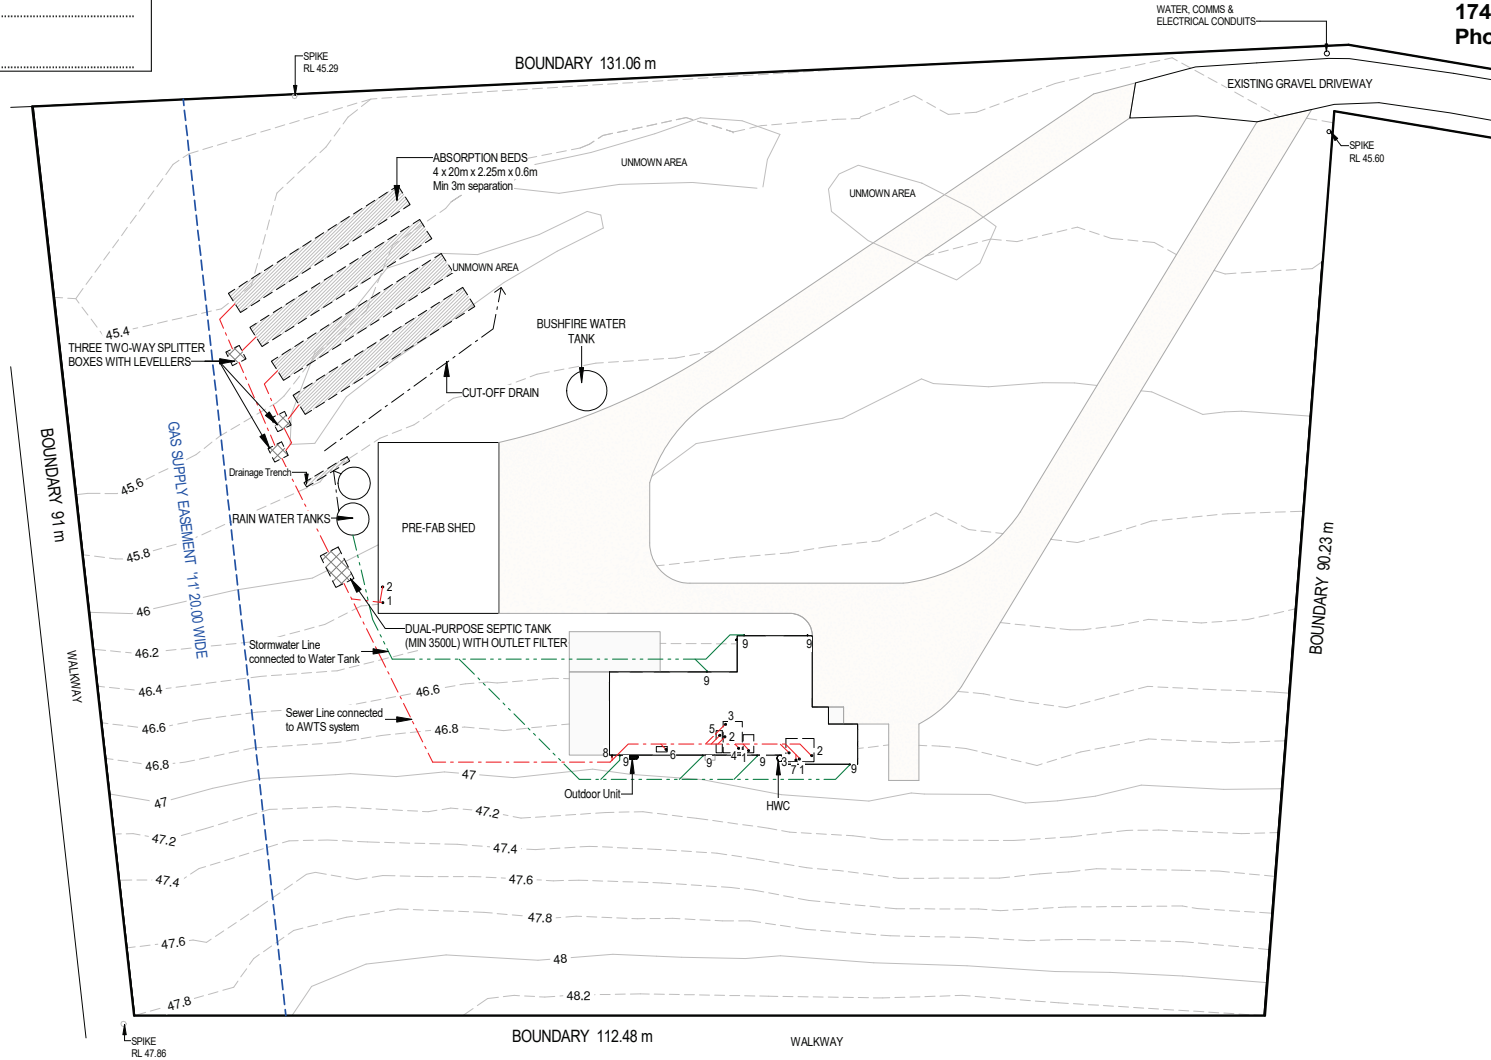 WATER, COMMS &
ELECTRICAL CONDUITS
174
Pho
SPIKE
RL 45.29
BOUNDARY 131.06 m
EXISTING GRAVEL DRIVEWAY
SPIKE
RL 45.60
ABSORPTION BEDS
4 x 20m x 2.25m x 0.6m
Min 3m separation
UNMOWN AREA
UNMOWN AREA
UNMOWN AREA
45.4
THREE TWO-WAY SPLITTER
BOXES WITH LEVELLERS
BUSHFIRE WATER
TANK
CUT-OFF DRAIN
BOUNDARY 91 m
GAS SUPPLY EASEMENT '11' 20.00 WIDE
45.6
Drainage Trench
RAIN WATER TANKS
PRE-FAB SHED
45.8
BOUNDARY 90.23 m
2
1
46
DUAL-PURPOSE SEPTIC TANK
(MIN 3500L) WITH OUTLET FILTER
Stormwater Line
connected to Water Tank
46.2
WALKWAY
9
9
9
46.4
46.6
Sewer Line connected
to AWTS system
46.6
46.8
3
5
2
46.8
8
9
6
9
4
1
9
3
7
1
2
9
47
47
Outdoor Unit
HWC
47.2
47.2
47.4
47.4
47.6
47.6
47.8
48
47.8
48.2
SPIKE
RL 47.86
BOUNDARY 112.48 m
WALKWAY